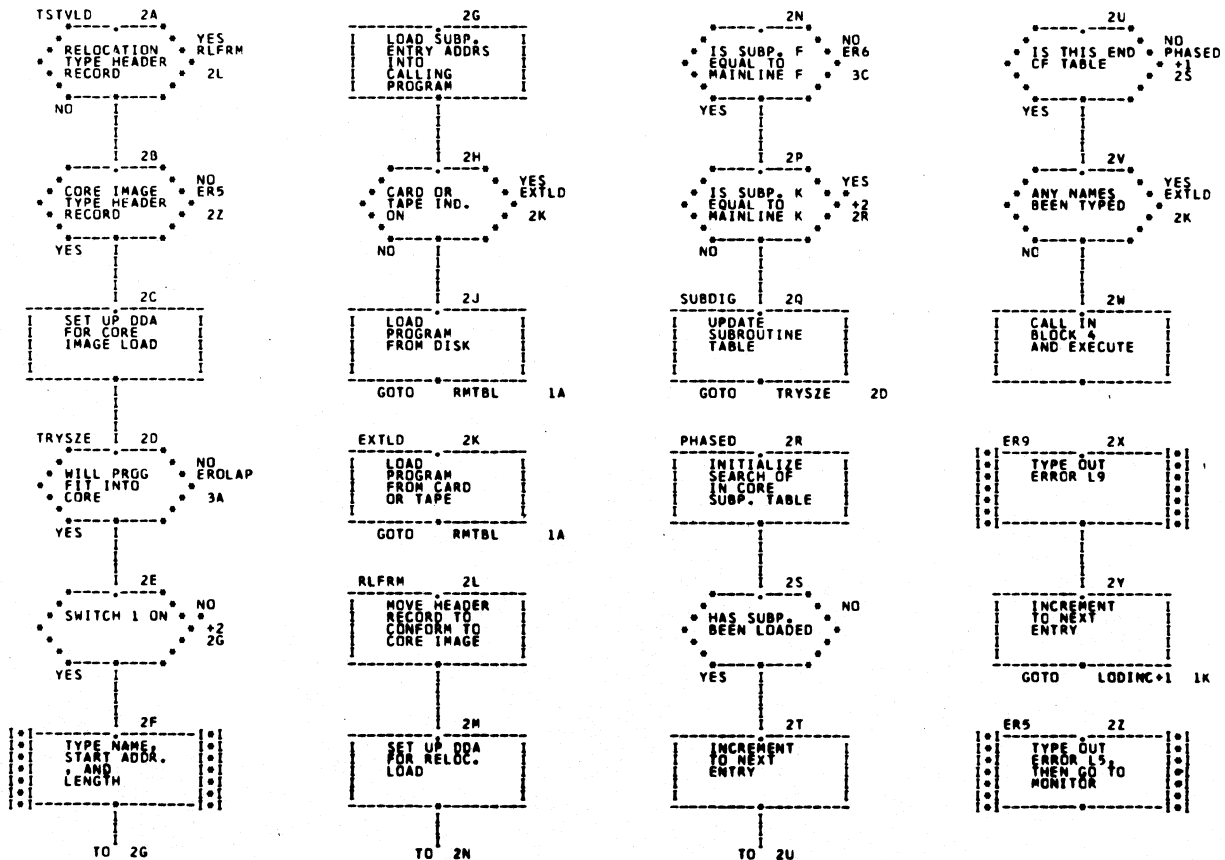 TSTVLD 2A
RELOCATION
TYPE HEADER
RECORD
YES
RLFRM
2L
NO
2B
CORE IMAGE
TYPE HEADER
RECORD
NO
ER5
2Z
YES
2C
SET UP DDA
FOR CORE
IMAGE LOAD
TRYSZE 2D
WILL PROG
FIT INTO
CORE
NO
EROLAP
3A
YES
2E
SWITCH 1 ON
NO
+2
2G
YES
2F
TYPE NAME,
START ADDR.
, AND
LENGTH
TO 2G
2G
LOAD SUBP.
ENTRY ADDRS
INTO
CALLING
PROGRAM
2H
CARD OR
TAPE IND.
ON
YES
EXTLD
2K
NO
2J
LOAD
PROGRAM
FROM DISK
GOTO RMTBL 1A
EXTLD 2K
LOAD
PROGRAM
FROM CARD
OR TAPE
GOTO RMTBL 1A
RLFRM 2L
MOVE HEADER
RECORD TO
CONFORM TO
CORE IMAGE
2M
SET UP DDA
FOR RELOC.
LOAD
TO 2N
2N
IS SUBP. F
EQUAL TO
MAINLINE F
NO
ER6
3C
YES
2P
IS SUBP. K
EQUAL TO
MAINLINE K
YES
+2
2R
NO
SUBDIG 2Q
UPDATE
SUBROUTINE
TABLE
GOTO TRYSZE 2D
PHASED 2R
INITIALIZE
SEARCH OF
IN CORE
SUBP. TABLE
2S
HAS SUBP.
BEEN LOADED
NO
YES
2T
INCREMENT
TO NEXT
ENTRY
TO 2U
2U
IS THIS END
CF TABLE
NO
PHASED
+1
2S
YES
2V
ANY NAMES
BEEN TYPED
YES
EXTLD
2K
NO
2W
CALL IN
BLOCK 4
AND EXECUTE
ER9 2X
TYPE OUT
ERROR L9
2Y
INCREMENT
TO NEXT
ENTRY
GOTO LODINC+1 1K
ER5 2Z
TYPE OUT
ERROR L5,
THEN GO TO
MONITOR